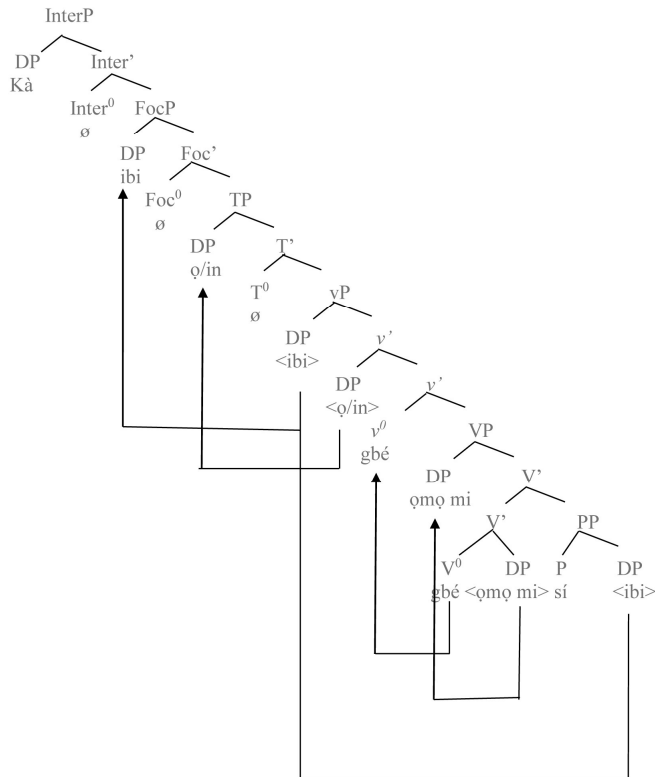 InterP
DP Inter’
Kà
Inter⁰ FocP
ø
DP Foc’
ibi
Foc⁰ TP
ø
DP T’
ọ/in
T⁰ vP
ø
DP v’
<ibi>
DP v’
<ọ/in>
v⁰ VP
gbé
DP V’
ọmọ mi
V’ PP
V⁰ DP P DP
gbé <ọmọ mi> sí <ibi>